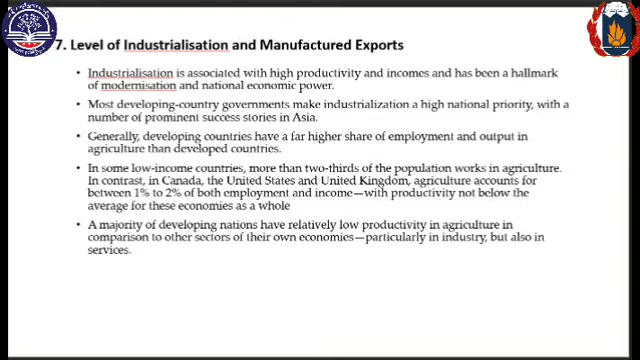 7. Level of Industrialisation and Manufactured Exports
• Industrialisation is associated with high productivity and incomes and has been a hallmark
of modernisation and national economic power.
• Most developing-country governments make industrialization a high national priority, with a
number of prominent success stories in Asia.
• Generally, developing countries have a far higher share of employment and output in
agriculture than developed countries.
• In some low-income countries, more than two-thirds of the population works in agriculture.
In contrast, in Canada, the United States and United Kingdom, agriculture accounts for
between 1% to 2% of both employment and income—with productivity not below the
average for these economies as a whole
• A majority of developing nations have relatively low productivity in agriculture in
comparison to other sectors of their own economies—particularly in industry, but also in
services.